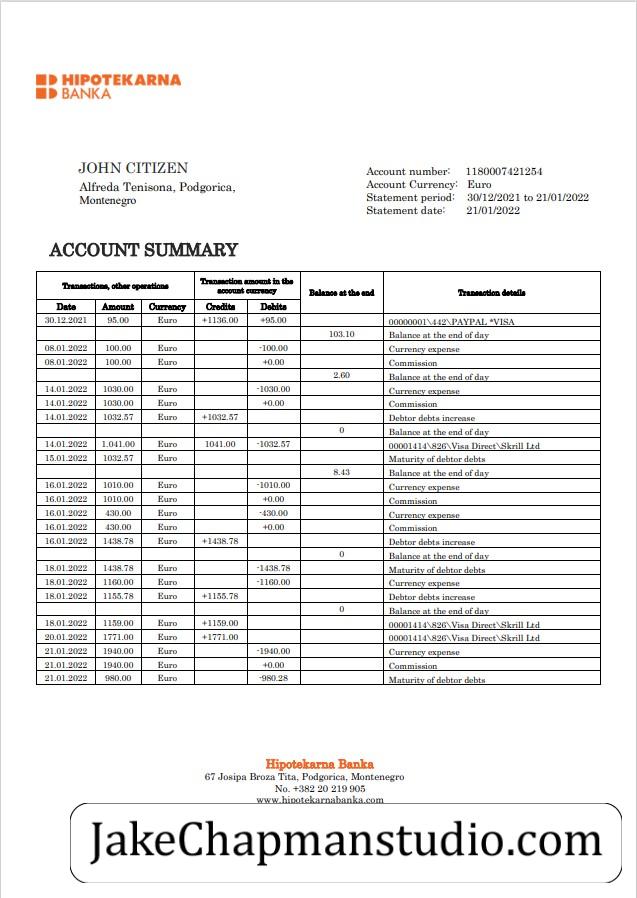 HIPOTEKARNA
BANKA
JOHN CITIZEN
Alfreda Tenisona, Podgorica,
Montenegro
Account number: 1180007421254
Account Currency: Euro
Statement period: 30/12/2021 to 21/01/2022
Statement date: 21/01/2022
ACCOUNT SUMMARY
Transactions, other operations Transaction amount in the account currency Balance at the end Transaction details
Date Amount Currency Credits Debits
30.12.2021 95.00 Euro +1136.00 +95.00 00000001\442\PAYPAL *VISA
103.10 Balance at the end of day
08.01.2022 100.00 Euro -100.00 Currency expense
08.01.2022 100.00 Euro +0.00 Commission
2.60 Balance at the end of day
14.01.2022 1030.00 Euro -1030.00 Currency expense
14.01.2022 1030.00 Euro +0.00 Commission
14.01.2022 1032.57 Euro +1032.57 Debtor debts increase
0 Balance at the end of day
14.01.2022 1.041.00 Euro 1041.00 -1032.57 00001414\826\Visa Direct\Skrill Ltd
15.01.2022 1032.57 Euro Maturity of debtor debts
8.43 Balance at the end of day
16.01.2022 1010.00 Euro -1010.00 Currency expense
16.01.2022 1010.00 Euro +0.00 Commission
16.01.2022 430.00 Euro -430.00 Currency expense
16.01.2022 430.00 Euro +0.00 Commission
16.01.2022 1438.78 Euro +1438.78 Debtor debts increase
0 Balance at the end of day
18.01.2022 1438.78 Euro -1438.78 Maturity of debtor debts
18.01.2022 1160.00 Euro -1160.00 Currency expense
18.01.2022 1155.78 Euro +1155.78 Debtor debts increase
0 Balance at the end of day
18.01.2022 1159.00 Euro +1159.00 00001414\826\Visa Direct\Skrill Ltd
20.01.2022 1771.00 Euro +1771.00 00001414\826\Visa Direct\Skrill Ltd
21.01.2022 1940.00 Euro -1940.00 Currency expense
21.01.2022 1940.00 Euro +0.00 Commission
21.01.2022 980.00 Euro -980.28 Maturity of debtor debts
Hipotekarna Banka
67 Josipa Broza Tita, Podgorica, Montenegro
No. +382 20 219 905
www.hipotekarnabanka.com
JakeChapmanstudio.com